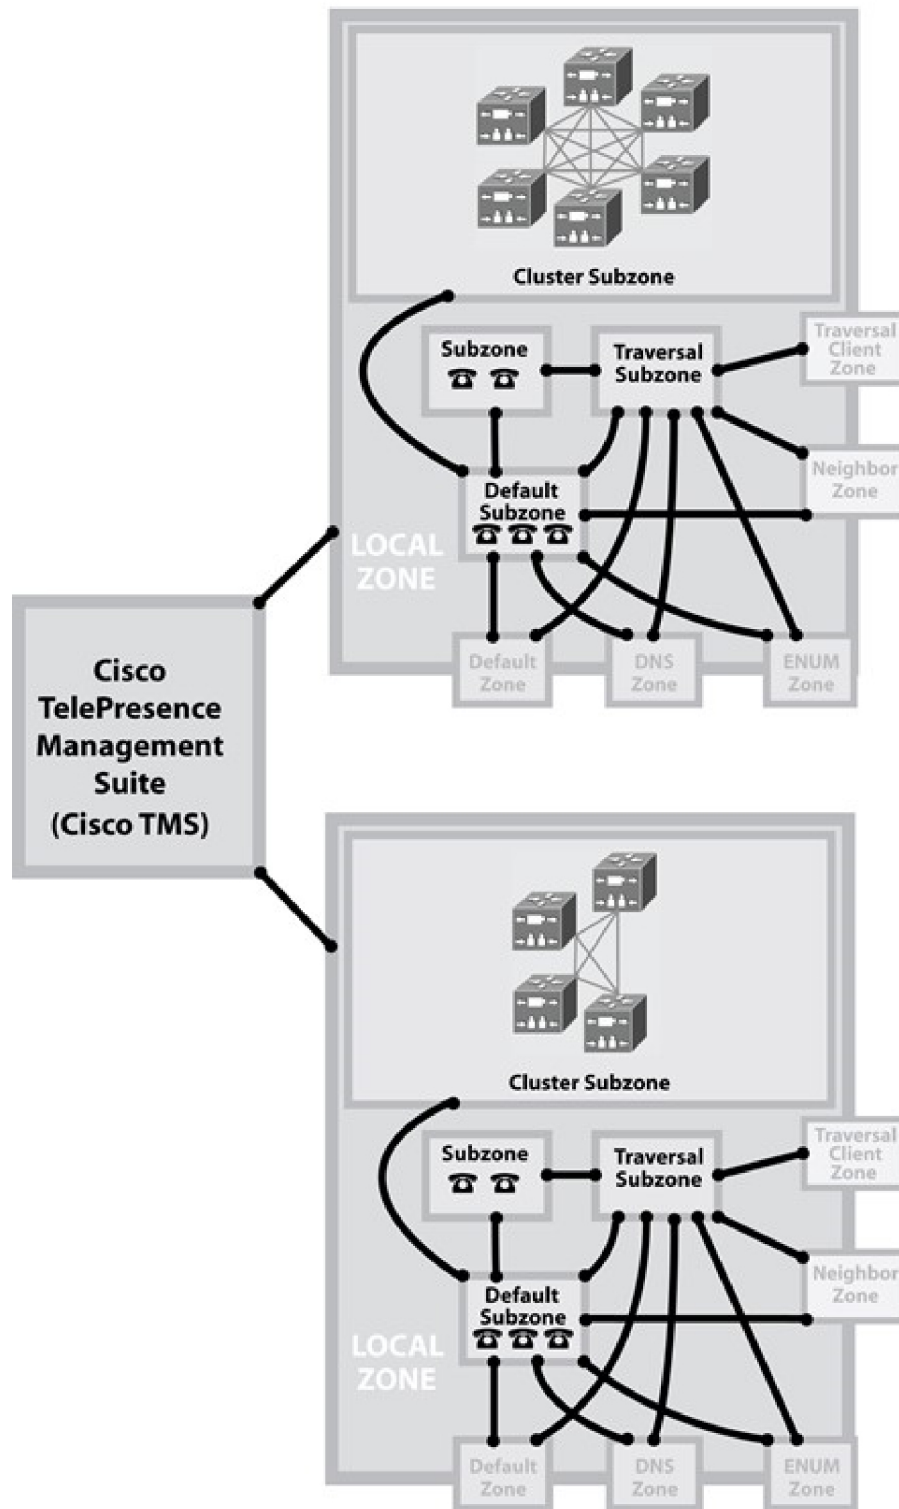 Cluster Subzone
Subzone
Traversal
Subzone
Traversal
Client
Zone
Neighbor
Zone
Default
Subzone
LOCAL
ZONE
Default
Zone
DNS
Zone
ENUM
Zone
Cisco
TelePresence
Management
Suite
(Cisco TMS)
Cluster Subzone
Subzone
Traversal
Subzone
Traversal
Client
Zone
Neighbor
Zone
Default
Subzone
LOCAL
ZONE
Default
Zone
DNS
Zone
ENUM
Zone